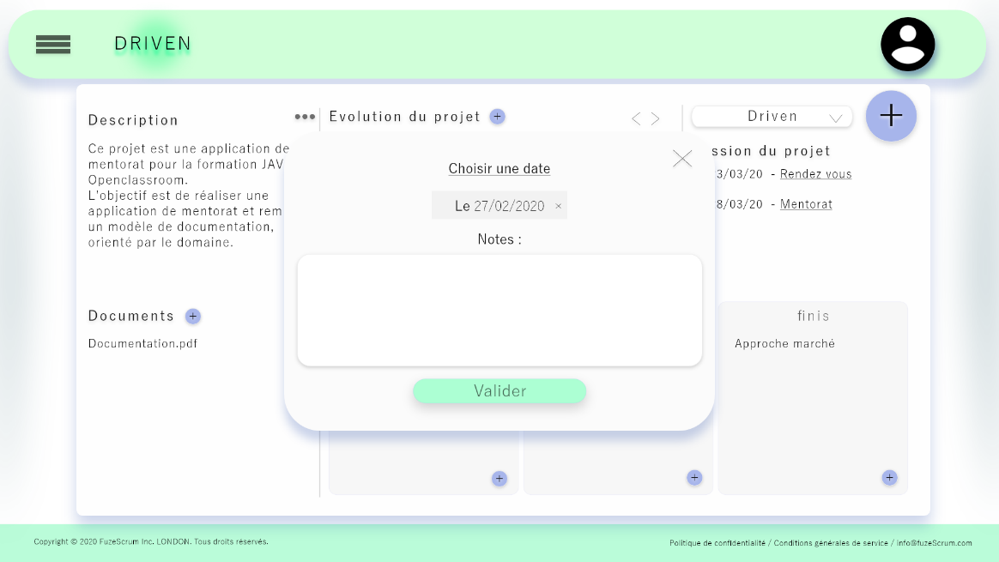 DRIVEN
Description
Ce projet est une application de
mentorat pour la formation JAV
Openclassroom.
L'objectif est de réaliser une
application de mentorat et rem
un modèle de documentation,
orienté par le domaine.
Documents +
Documentation.pdf
Evolution du projet +
Driven
+
ssion du projet
3/03/20 - Rendez vous
8/03/20 - Mentorat
Choisir une date
Le 27/02/2020 ×
Notes :
Valider
finis
Approche marché
+
+
+
Copyright © 2020 FuzeScrum Inc. LONDON. Tous droits réservés.
Politique de confidentialité / Conditions générales de service / info@fuzeScrum.com